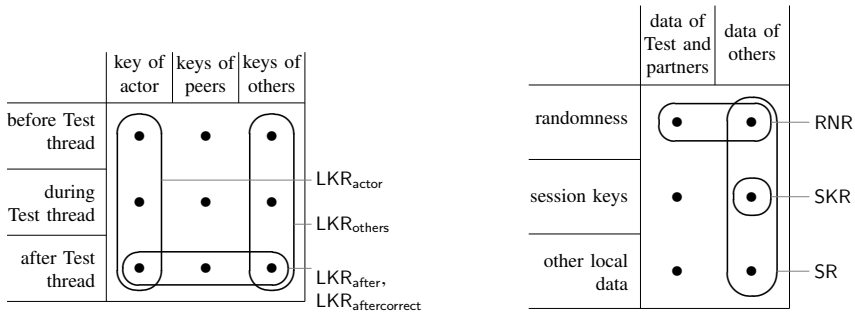 key of
actor
keys of
peers
keys of
others
before Test
thread
during
Test thread
after Test
thread
LKRactor
LKRothers
LKRafter,
LKRaftercorrect
data of
Test and
partners
data of
others
randomness
session keys
other local
data
RNR
SKR
SR